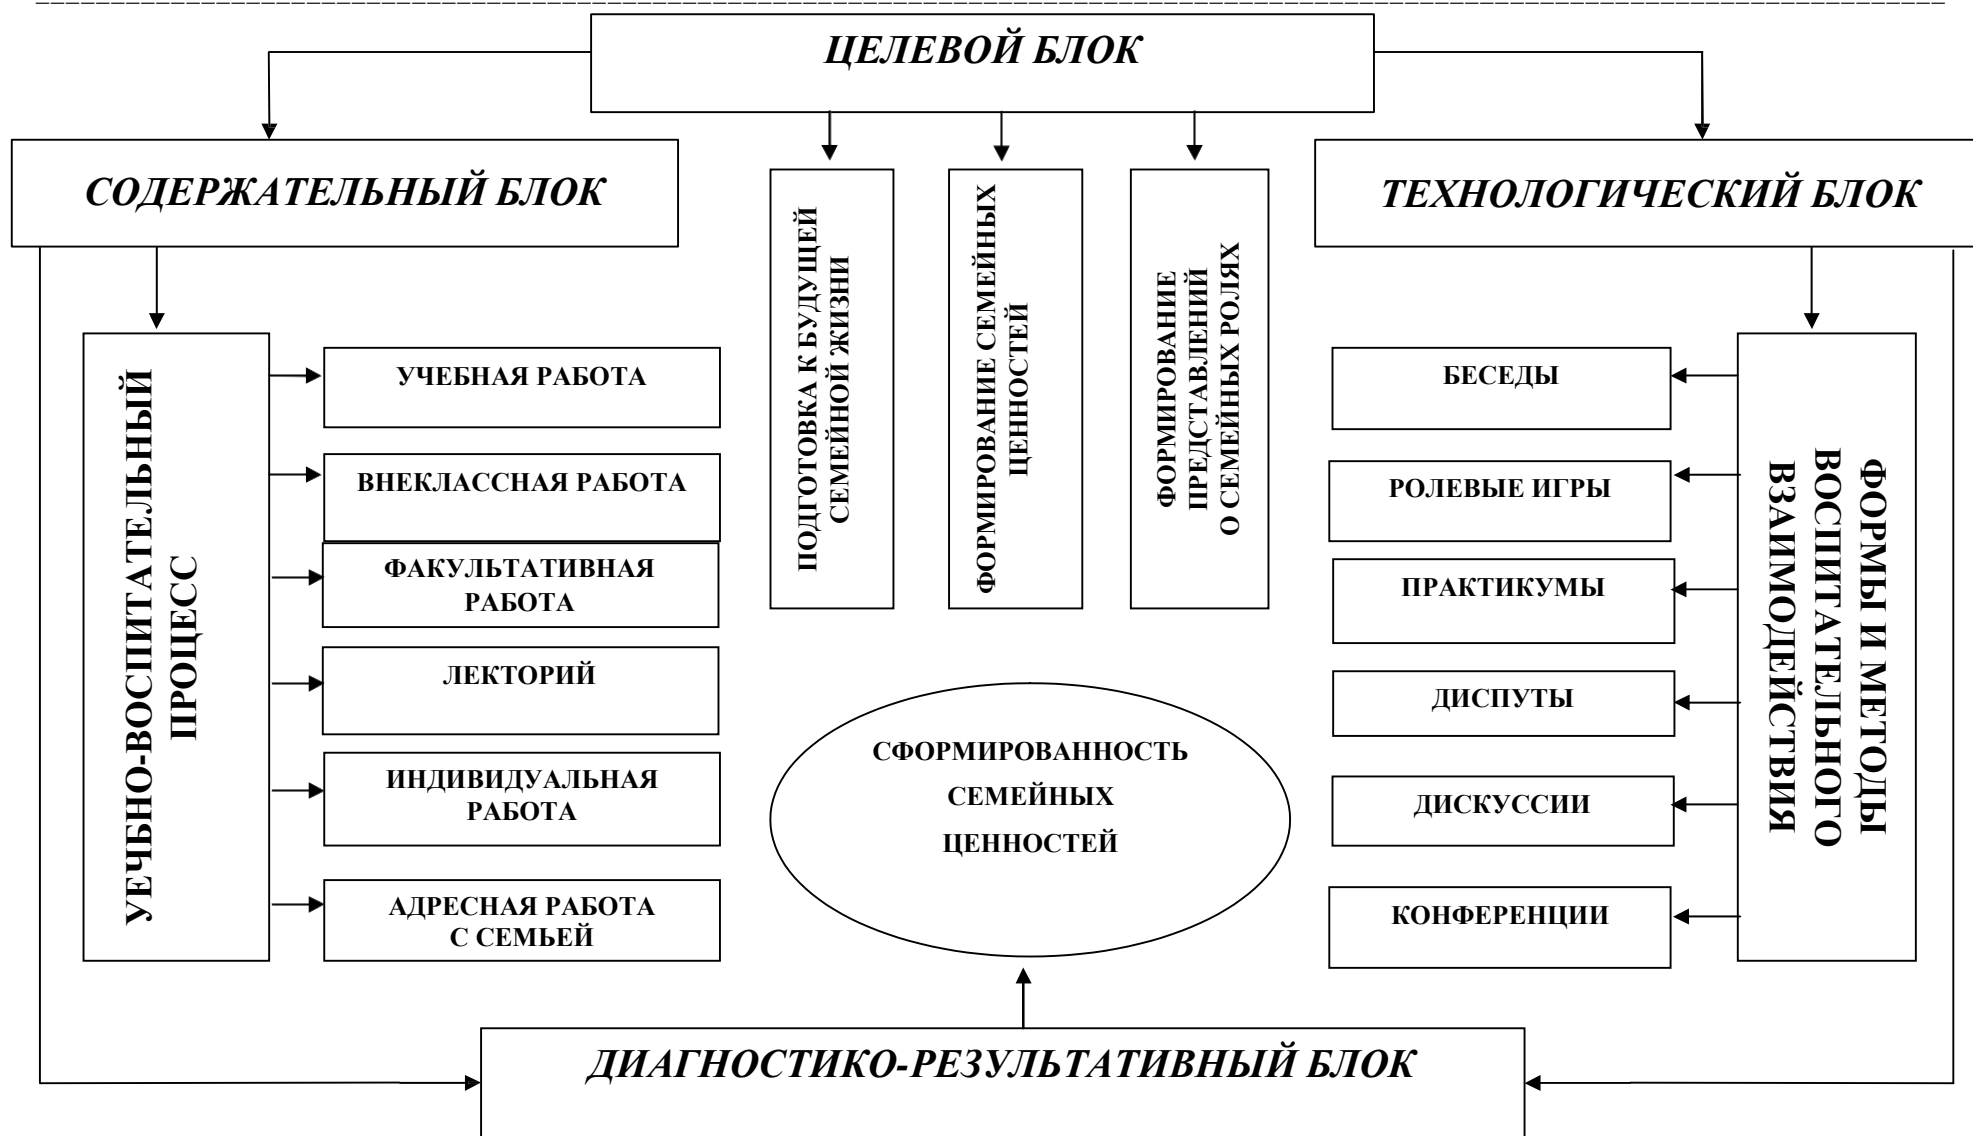 ЦЕЛЕВОЙ БЛОК
СОДЕРЖАТЕЛЬНЫЙ БЛОК
ТЕХНОЛОГИЧЕСКИЙ БЛОК
ПОДГОТОВКА К БУДУЩЕЙ
СЕМЕЙНОЙ ЖИЗНИ
ФОРМИРОВАНИЕ СЕМЕЙНЫХ
ЦЕННОСТЕЙ
ФОРМИРОВАНИЕ
ПРЕДСТАВЛЕНИЙ
О СЕМЕЙНЫХ РОЛЯХ
УЕЧБНО-ВОСПИТАТЕЛЬНЫЙ
ПРОЦЕСС
УЧЕБНАЯ РАБОТА
ВНЕКЛАССНАЯ РАБОТА
ФАКУЛЬТАТИВНАЯ
РАБОТА
ЛЕКТОРИЙ
ИНДИВИДУАЛЬНАЯ
РАБОТА
АДРЕСНАЯ РАБОТА
С СЕМЬЕЙ
СФОРМИРОВАННОСТЬ
СЕМЕЙНЫХ
ЦЕННОСТЕЙ
БЕСЕДЫ
РОЛЕВЫЕ ИГРЫ
ПРАКТИКУМЫ
ДИСПУТЫ
ДИСКУССИИ
КОНФЕРЕНЦИИ
ФОРМЫ И МЕТОДЫ
ВОСПИТАТЕЛЬНОГО
ВЗАИМОДЕЙСТВИЯ
ДИАГНОСТИКО-РЕЗУЛЬТАТИВНЫЙ БЛОК